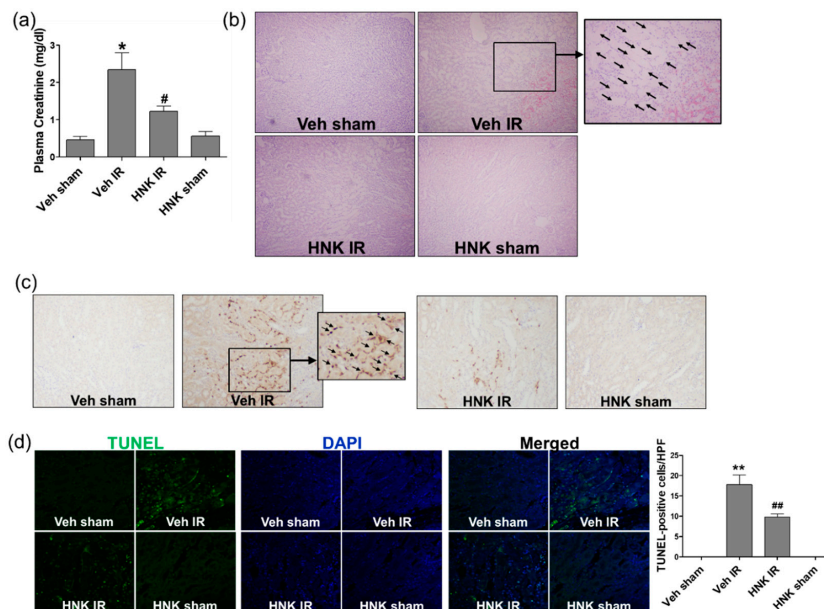 (a)
Plasma Creatinine (mg/dl)
3
2
1
0
*
#
Veh sham
Veh IR
HNK IR
HNK sham
(b)
Veh sham
Veh IR
HNK IR
HNK sham
(c)
Veh sham
Veh IR
HNK IR
HNK sham
(d)
TUNEL
DAPI
Merged
Veh sham
Veh IR
Veh sham
Veh IR
Veh sham
Veh IR
HNK IR
HNK sham
HNK IR
HNK sham
HNK IR
HNK sham
TUNEL-positive cells/HPF
25
20
15
10
5
0
**
##
Veh sham
Veh IR
HNK IR
HNK sham